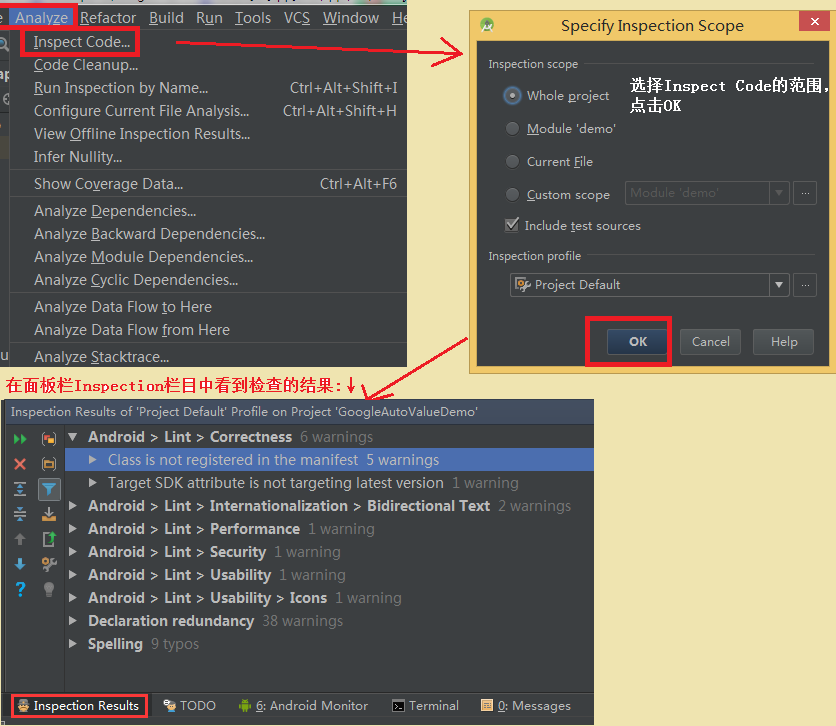 Analyze Refactor Build Run Tools VCS Window He
Inspect Code...
Code Cleanup...
Run Inspection by Name... Ctrl+Alt+Shift+I
Configure Current File Analysis... Ctrl+Alt+Shift+H
View Offline Inspection Results...
Infer Nullity...
Show Coverage Data... Ctrl+Alt+F6
Analyze Dependencies...
Analyze Backward Dependencies...
Analyze Module Dependencies...
Analyze Cyclic Dependencies...
Analyze Data Flow to Here
Analyze Data Flow from Here
Analyze Stacktrace...
Specify Inspection Scope
Inspection scope
Whole project
选择Inspect Code的范围,
点击OK
Module 'demo'
Current File
Custom scope Module 'demo' ...
Include test sources
Inspection profile
Project Default ...
OK Cancel Help
在面板栏Inspection栏目中看到检查的结果:↓
Inspection Results of 'Project Default' Profile on Project 'GoogleAutoValueDemo'
Android > Lint > Correctness 6 warnings
Class is not registered in the manifest 5 warnings
Target SDK attribute is not targeting latest version 1 warning
Android > Lint > Internationalization > Bidirectional Text 2 warnings
Android > Lint > Performance 1 warning
Android > Lint > Security 1 warning
Android > Lint > Usability 1 warning
Android > Lint > Usability > Icons 1 warning
Declaration redundancy 38 warnings
Spelling 9 typos
Inspection Results TODO 6: Android Monitor Terminal 0: Messages